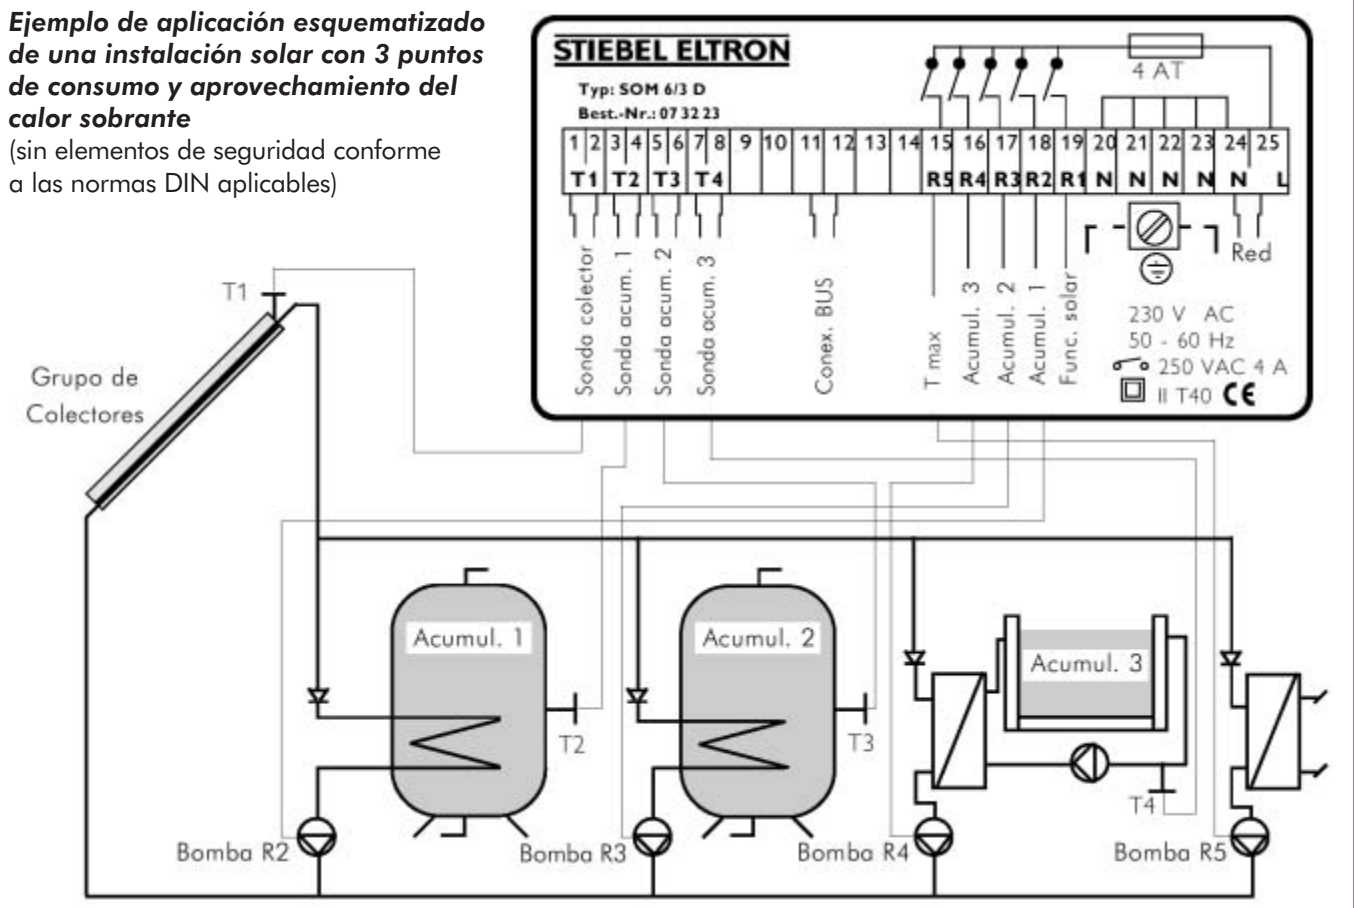 Ejemplo de aplicación esquematizado
de una instalación solar con 3 puntos
de consumo y aprovechamiento del
calor sobrante
(sin elementos de seguridad conforme
a las normas DIN aplicables)
STIEBEL ELTRON
Typ: SOM 6/3 D
Best.-Nr.: 07 32 23
4 AT
1 2 3 4 5 6 7 8 9 10 11 12 13 14 15 16 17 18 19 20 21 22 23 24 25
T1 T2 T3 T4 R5 R4 R3 R2 R1 N N N N N L
Sonda colector
Sonda acum. 1
Sonda acum. 2
Sonda acum. 3
Conex. BUS
T max
Acumul. 3
Acumul. 2
Acumul. 1
Func. solar
Red
230 V AC
50 - 60 Hz
250 VAC 4 A
II T40 CE
T1
Grupo de
Colectores
Acumul. 1
Acumul. 2
Acumul. 3
T2
T3
T4
Bomba R2
Bomba R3
Bomba R4
Bomba R5